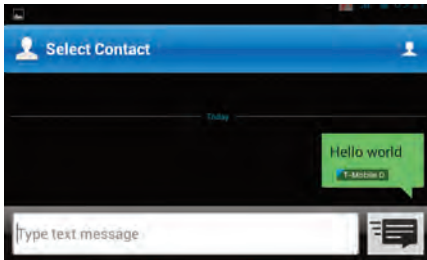 Select Contact
Today
Hello world
T-Mobile D
Type text message